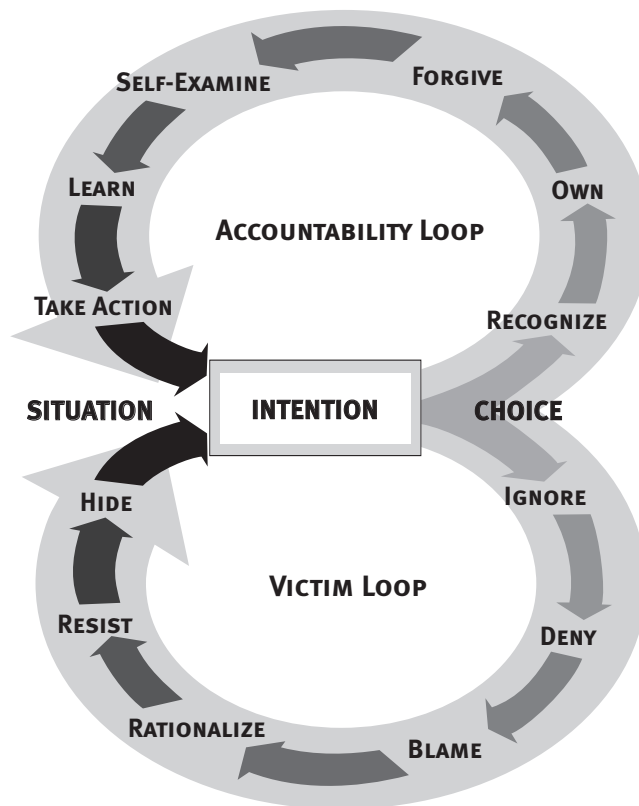 FORGIVE
SELF-EXAMINE
LEARN
OWN
ACCOUNTABILITY LOOP
TAKE ACTION
RECOGNIZE
SITUATION
INTENTION
CHOICE
HIDE
IGNORE
VICTIM LOOP
RESIST
DENY
RATIONALIZE
BLAME